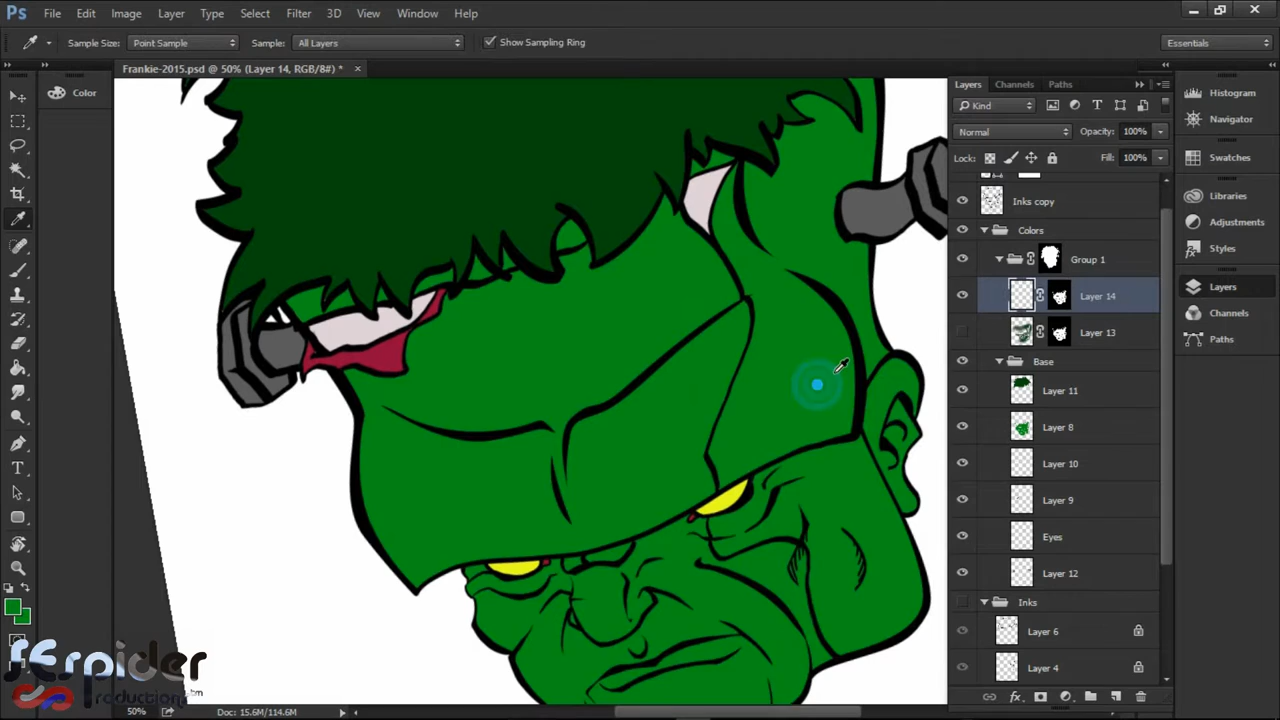 Ps File Edit Image Layer Type Select Filter 3D View Window Help
Sample Size: Point Sample Sample: All Layers Show Sampling Ring Essentials
Frankie-2015.psd @ 50% (Layer 14, RGB/8#) *
Color
Layers Channels Paths
Kind
Normal Opacity: 100%
Lock: Fill: 100%
Inks copy
Colors
Group 1
Layer 14
Layer 13
Base
Layer 11
Layer 8
Layer 10
Layer 9
Eyes
Layer 12
Inks
Layer 6
Layer 4
Histogram
Navigator
Swatches
Libraries
Adjustments
Styles
Layers
Channels
Paths
50% Doc: 15.6M/114.6M